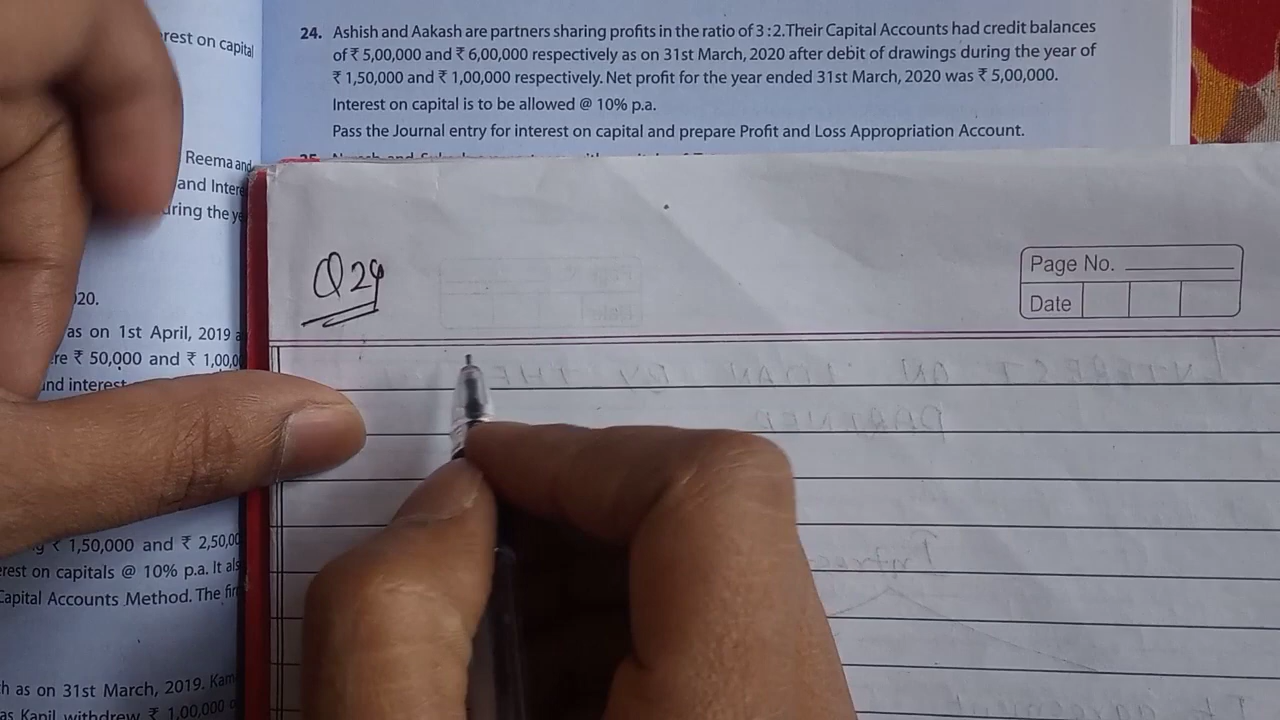 rest on capital
24. Ashish and Aakash are partners sharing profits in the ratio of 3:2.Their Capital Accounts had credit balances
of ₹ 5,00,000 and ₹ 6,00,000 respectively as on 31st March, 2020 after debit of drawings during the year of
₹ 1,50,000 and ₹ 1,00,000 respectively. Net profit for the year ended 31st March, 2020 was ₹ 5,00,000.
Interest on capital is to be allowed @ 10% p.a.
Pass the Journal entry for interest on capital and prepare Profit and Loss Appropriation Account.
Reema and
and Intere
uring the ye
20.
as on 1st April, 2019
re ₹ 50,000 and ₹ 1,00,0
nd interest
₹ 1,50,000 and ₹ 2,50,00
erest on capitals @ 10% p.a. It als
Capital Accounts Method. The fir
h as on 31st March, 2019. Kam
as Kapil withdrew ₹ 1,00,000
Q 24
Page No.
Date